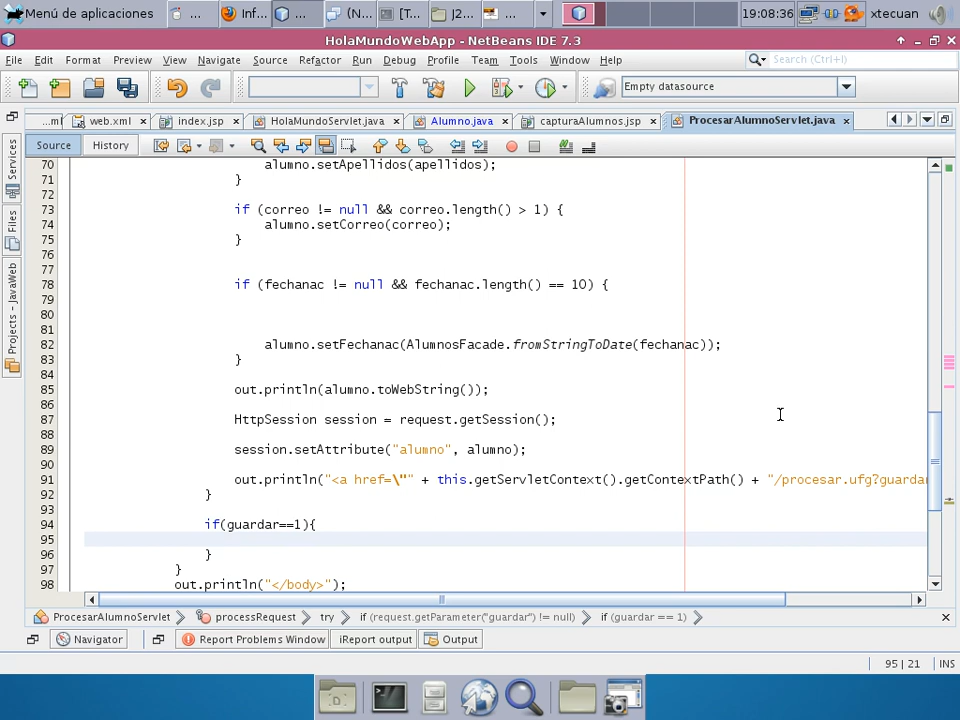 Menú de aplicaciones ... Inf... (N... [T... J2... ... 19:08:36 xtecuan
HolaMundoWebApp - NetBeans IDE 7.3
File Edit Format Preview View Navigate Source Refactor Run Debug Profile Team Tools Window Help Search (Ctrl+I)
Empty datasource
...ml web.xml index.jsp HolaMundoServlet.java Alumno.java capturaAlumnos.jsp ProcesarAlumnoServlet.java
Source History
Services
Files
Projects - JavaWeb
70 alumno.setApellidos(apellidos);
71 }
72
73 if (correo != null && correo.length() > 1) {
74 alumno.setCorreo(correo);
75 }
76
77
78 if (fechanac != null && fechanac.length() == 10) {
79
80
81
82 alumno.setFechanac(AlumnosFacade.fromStringToDate(fechanac));
83 }
84
85 out.println(alumno.toWebString());
86
87 HttpSession session = request.getSession();
88
89 session.setAttribute("alumno", alumno);
90
91 out.println("<a href=\"" + this.getServletContext().getContextPath() + "/procesar.ufg?guardar
92 }
93
94 if(guardar==1){
95
96 }
97 }
98 out.println("</body>");
ProcesarAlumnoServlet processRequest try if (request.getParameter("guardar") != null) if (guardar == 1)
Navigator Report Problems Window iReport output Output
95 | 21 INS